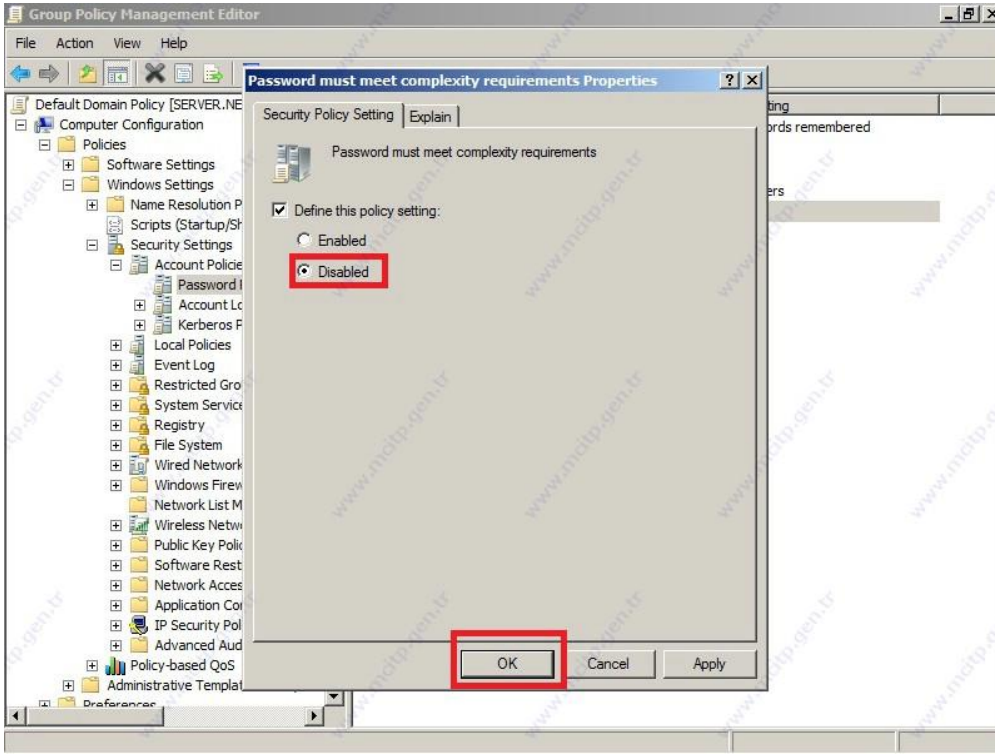 Group Policy Management Editor
File Action View Help
Password must meet complexity requirements Properties
Security Policy Setting
Explain
Password must meet complexity requirements
Define this policy setting:
Enabled
Disabled
OK
Cancel
Apply
Default Domain Policy [SERVER.NE
Computer Configuration
Policies
Software Settings
Windows Settings
Name Resolution P
Scripts (Startup/Sh
Security Settings
Account Policie
Password
Account Lo
Kerberos P
Local Policies
Event Log
Restricted Gro
System Service
Registry
File System
Wired Network
Windows Firew
Network List M
Wireless Netw
Public Key Polic
Software Rest
Network Acces
Application Con
IP Security Pol
Advanced Aud
Policy-based QoS
Administrative Templat
Preferences
ting
ords remembered
ers
www.mcitp.gen.tr